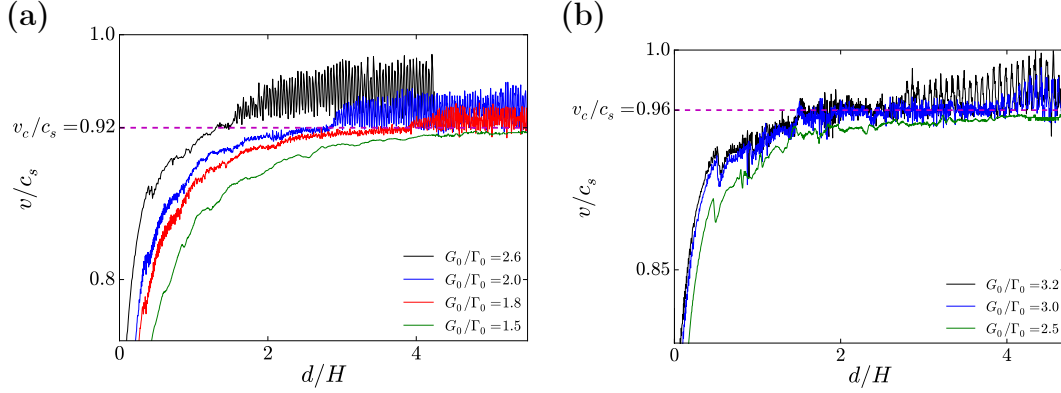 (a)
1.0
v_c/c_s =0.92
0.8
v/c_s
G_0/Γ_0 =2.6
G_0/Γ_0 =2.0
G_0/Γ_0 =1.8
G_0/Γ_0 =1.5
0 2 4
d/H
(b)
1.0
v_c/c_s =0.96
0.85
v/c_s
G_0/Γ_0 =3.2
G_0/Γ_0 =3.0
G_0/Γ_0 =2.5
0 2 4
d/H